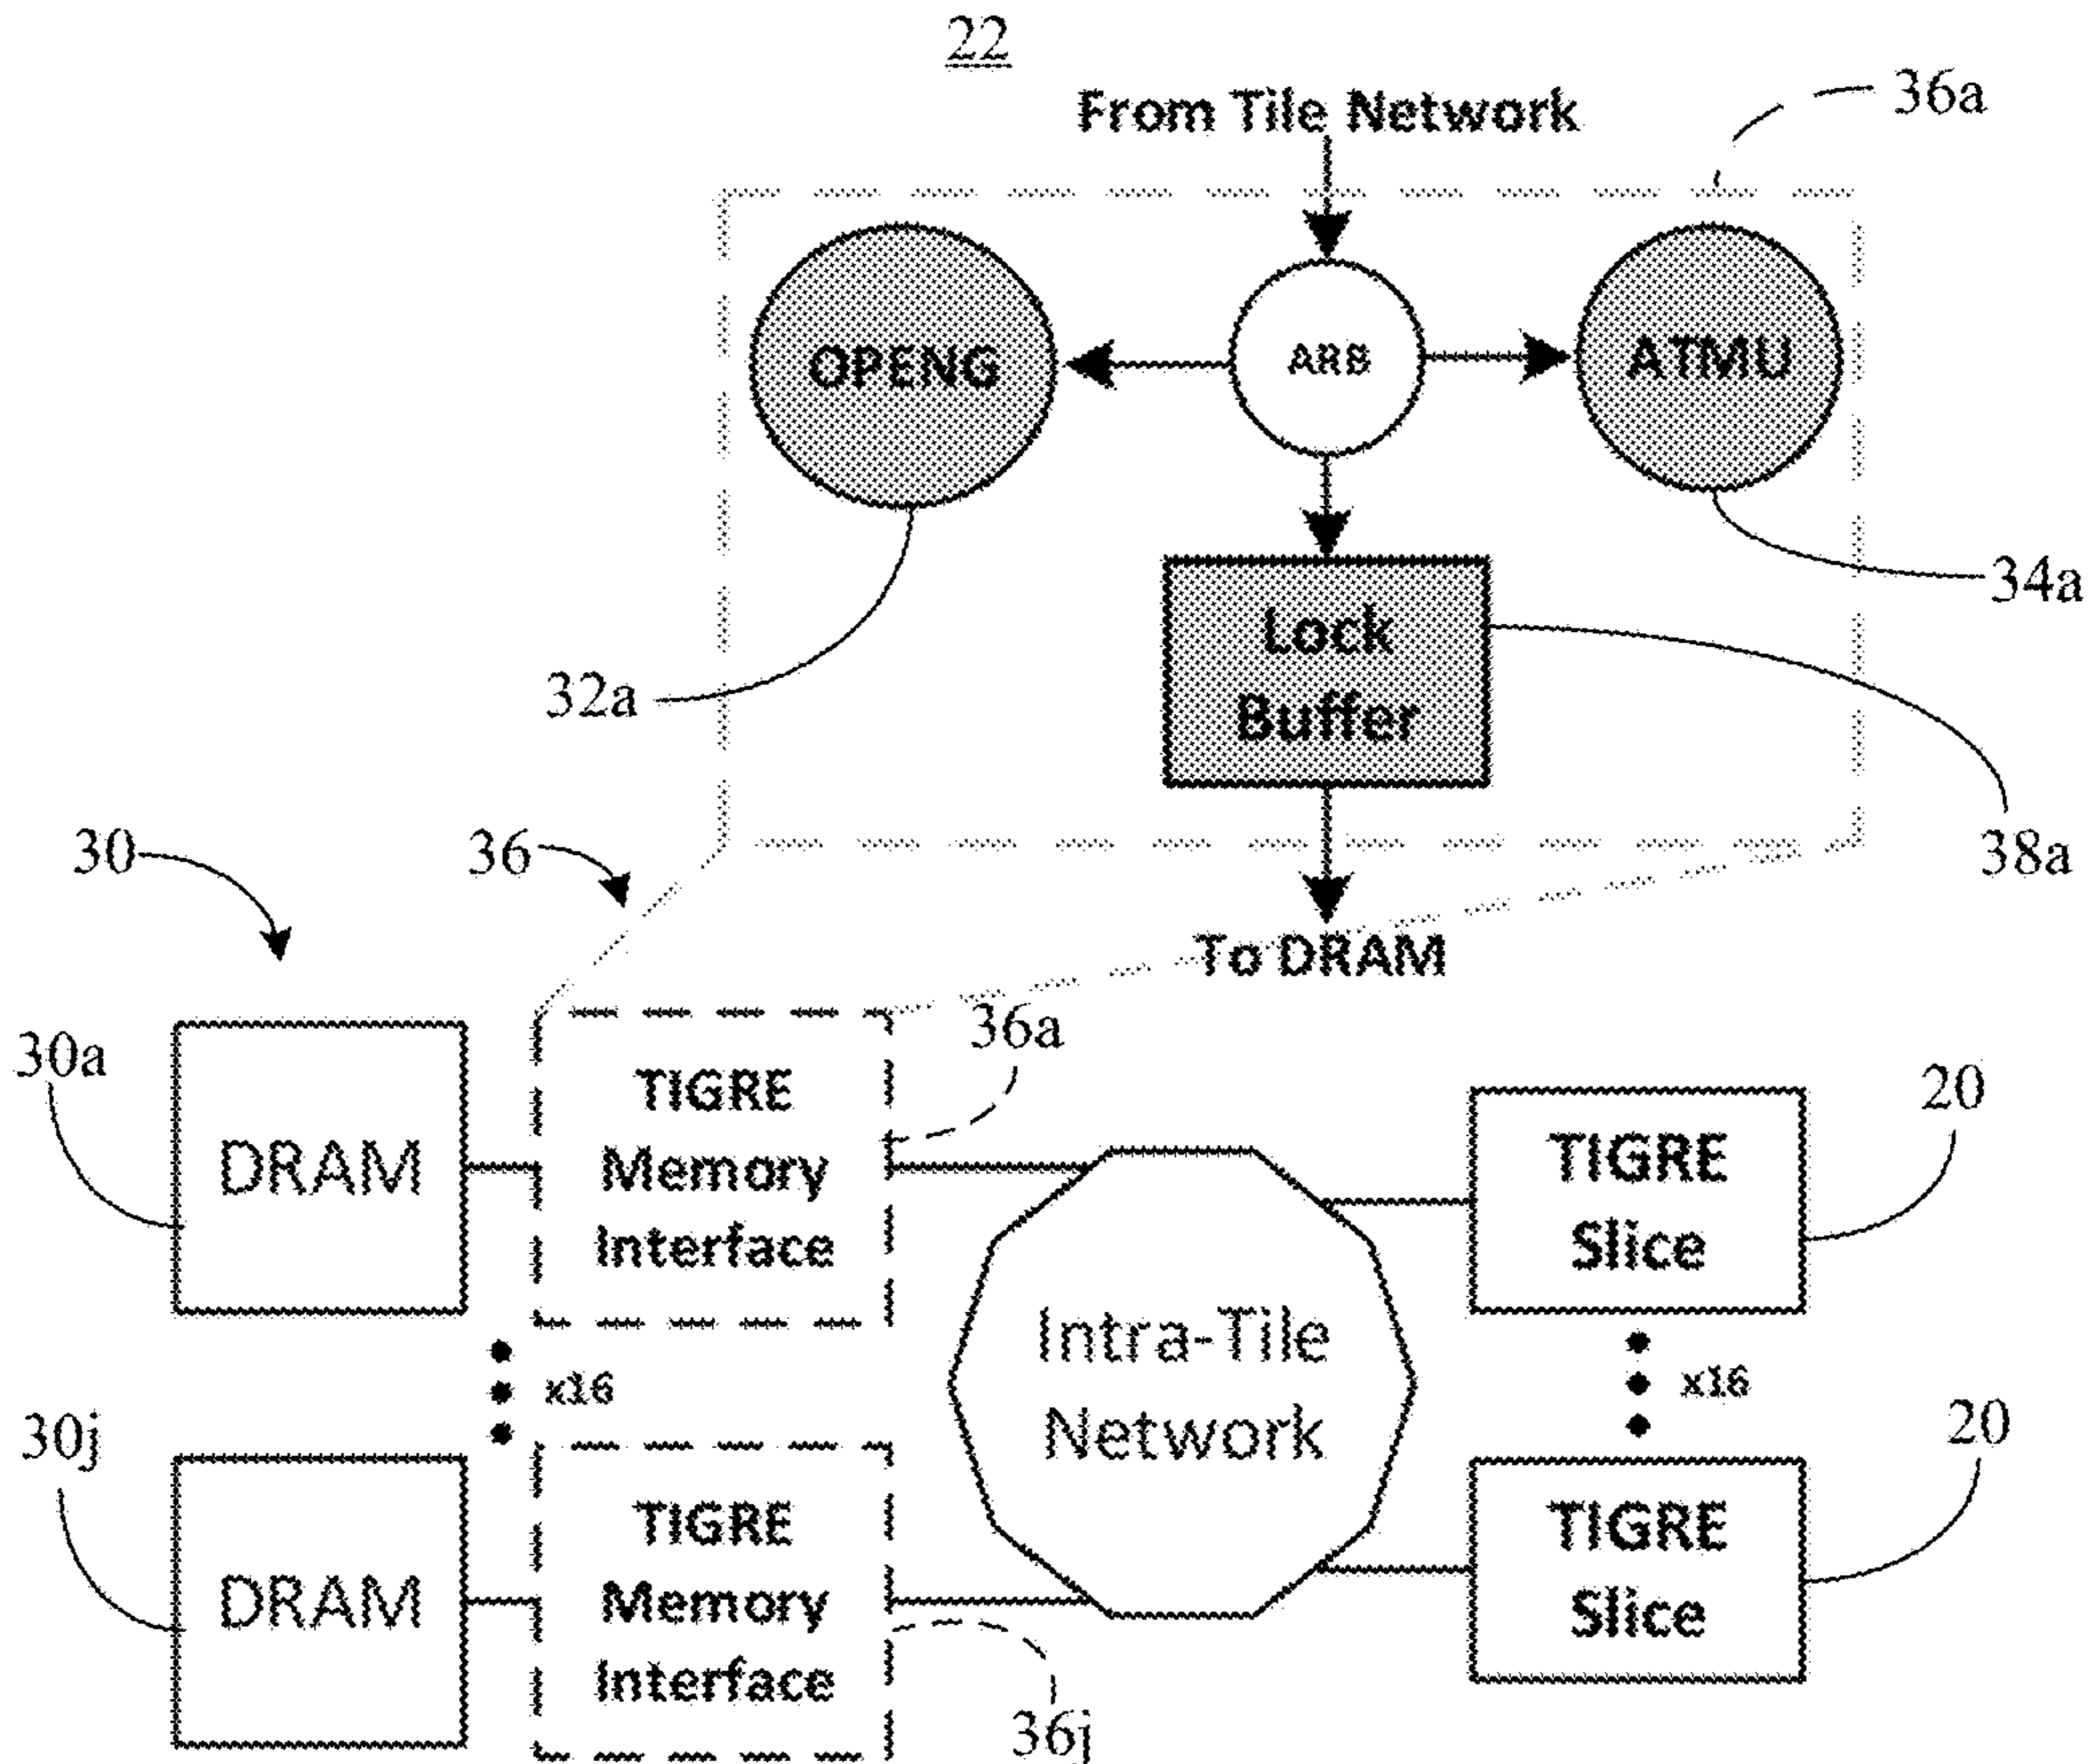 22
From Tile Network
36a
OPENG
ARB
ATMU
34a
32a
Lock
Buffer
38a
30
36
To DRAM
36a
30a
DRAM
TIGRE
Memory
Interface
20
TIGRE
Slice
Intra-Tile
Network
x16
x16
30j
DRAM
TIGRE
Memory
Interface
20
TIGRE
Slice
36j